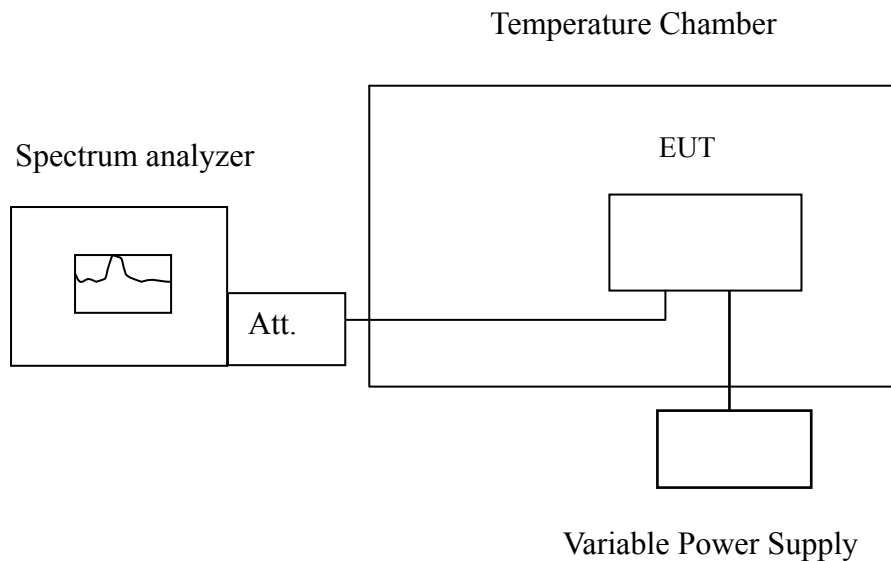 Temperature Chamber
EUT
Spectrum analyzer
Att.
Variable Power Supply